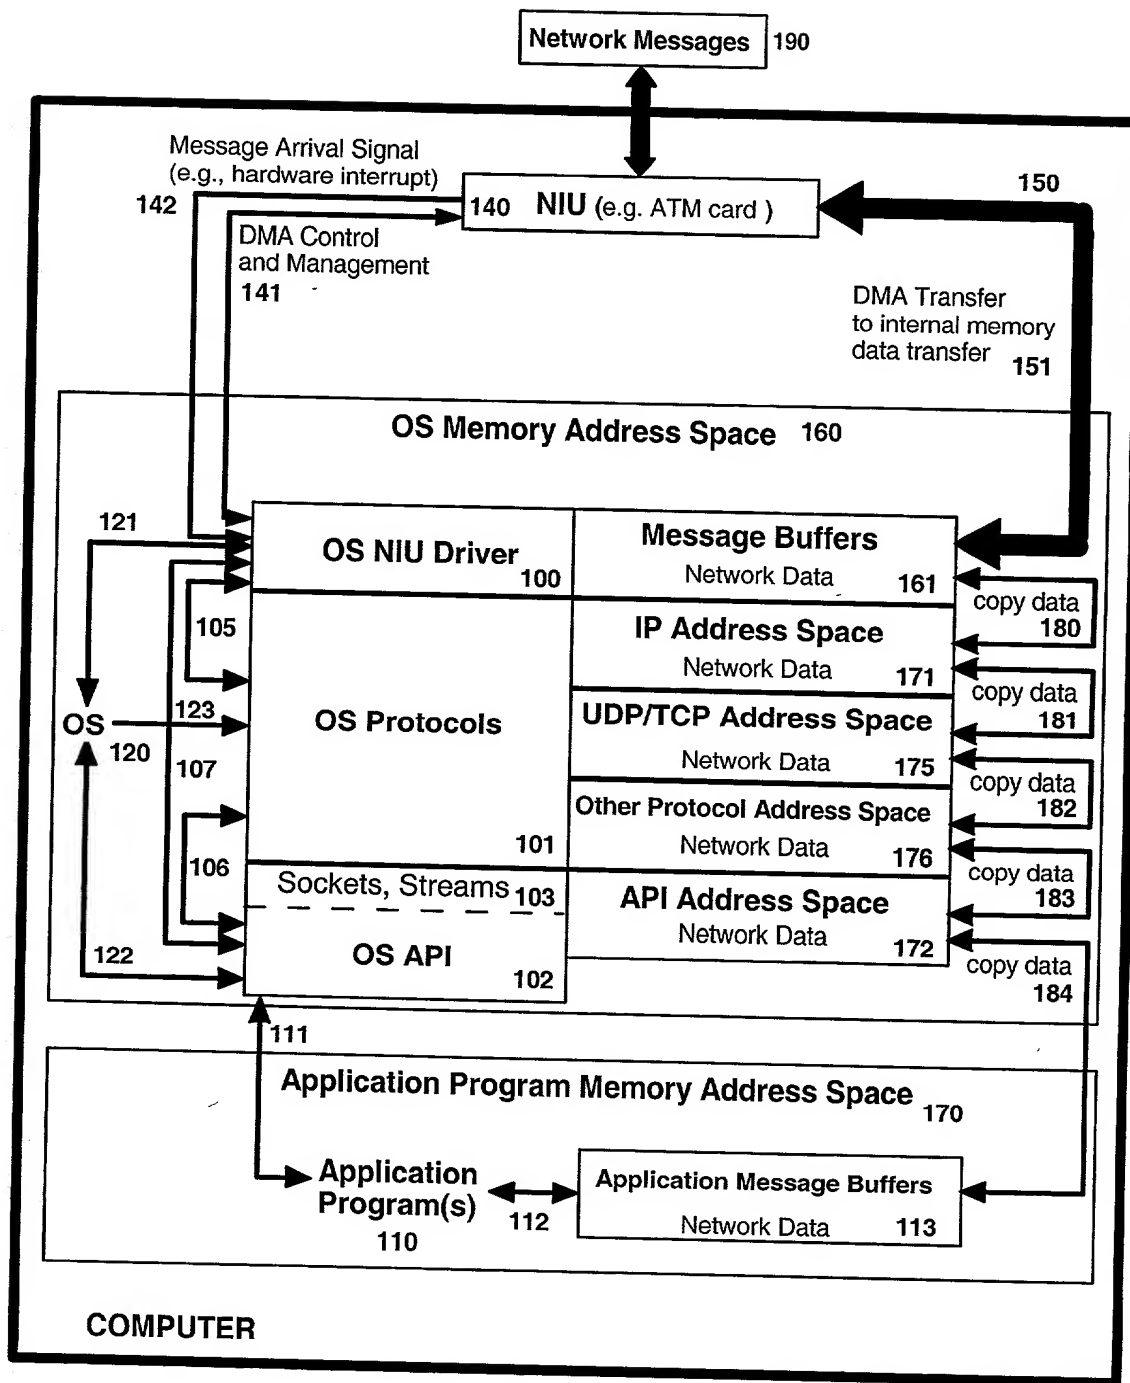 Network Messages 190
Message Arrival Signal
(e.g., hardware interrupt)
142
140 NIU (e.g. ATM card )
150
DMA Control
and Management
141
DMA Transfer
to internal memory
data transfer 151
OS Memory Address Space 160
121
OS NIU Driver
100
Message Buffers
Network Data 161
copy data
180
105
IP Address Space
Network Data 171
copy data
181
OS
120
123
OS Protocols
101
UDP/TCP Address Space
Network Data 175
copy data
182
107
Other Protocol Address Space
Network Data 176
copy data
183
106
Sockets, Streams 103
API Address Space
Network Data 172
copy data
184
122
OS API
102
111
Application Program Memory Address Space 170
Application
Program(s)
110
112
Application Message Buffers
Network Data 113
COMPUTER